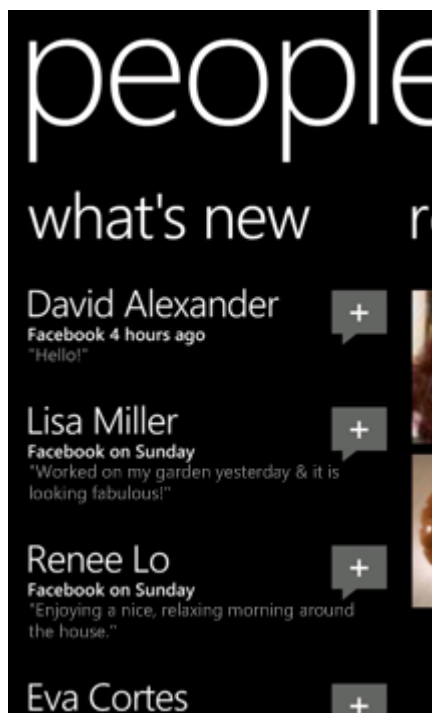 people
what's new
David Alexander
Facebook 4 hours ago
"Hello!"
Lisa Miller
Facebook on Sunday
"Worked on my garden yesterday & it is
looking fabulous!"
Renee Lo
Facebook on Sunday
"Enjoying a nice, relaxing morning around
the house."
Eva Cortes